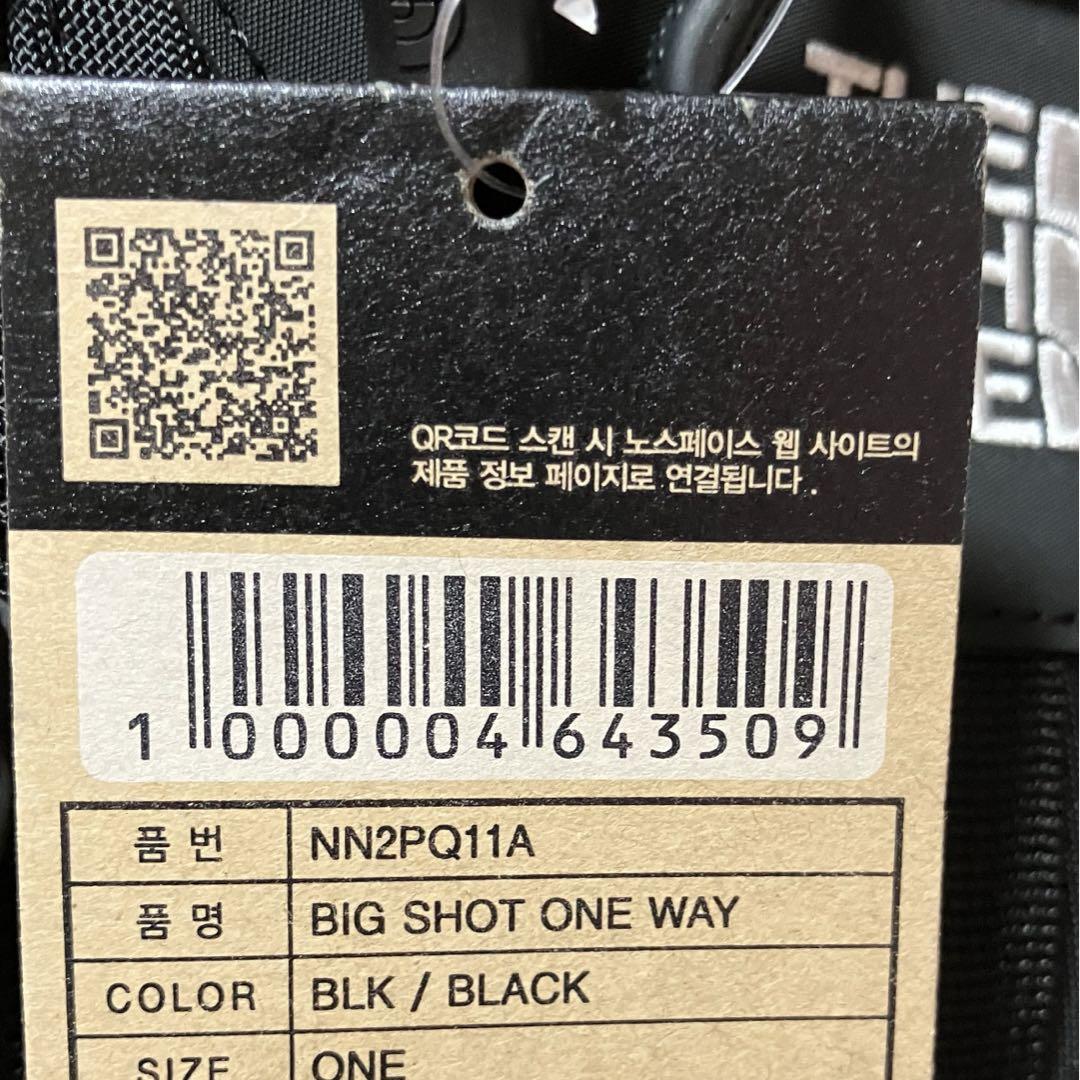 QR코드 스캔 시 노스페이스 웹 사이트의
제품 정보 페이지로 연결됩니다.
1 000004 643509
품 번 NN2PQ11A
품 명 BIG SHOT ONE WAY
COLOR BLK / BLACK
SIZE ONE